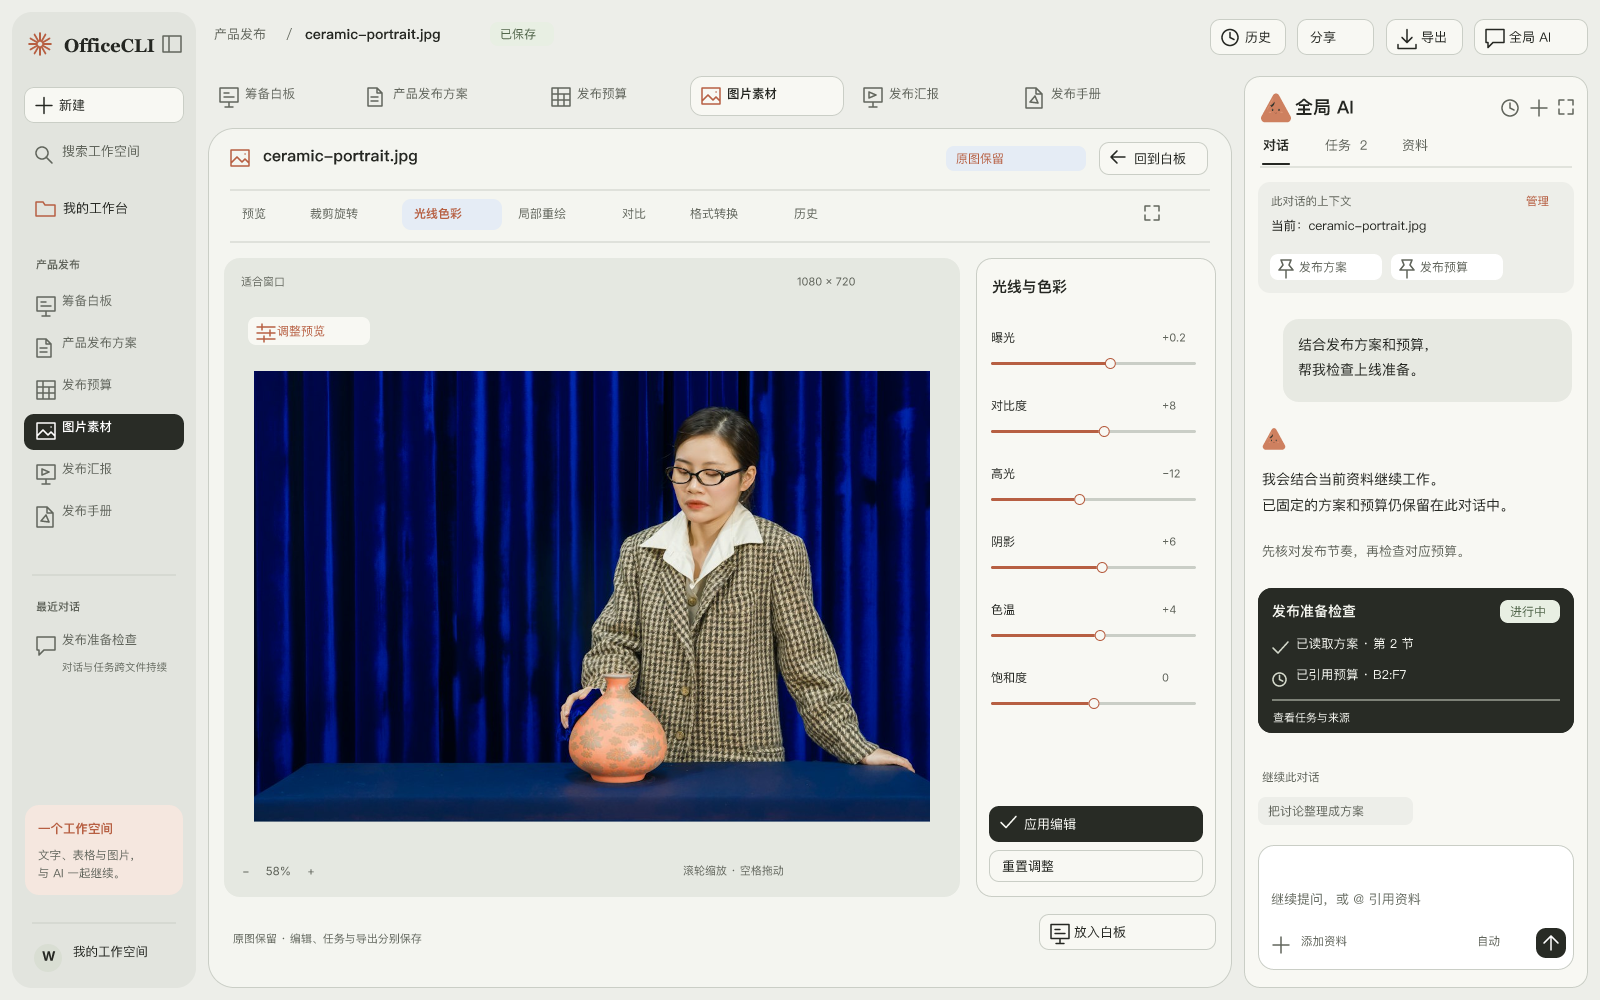 OfficeCLI
新建
搜索工作空间
我的工作台
产品发布
筹备白板
产品发布方案
发布预算
图片素材
发布汇报
发布手册
最近对话
发布准备检查
对话与任务跨文件持续
一个工作空间
文字、表格与图片，
与 AI 一起继续。
W 我的工作空间
产品发布 / ceramic-portrait.jpg 已保存
历史 分享 导出 全局 AI
筹备白板 产品发布方案 发布预算 图片素材 发布汇报 发布手册
ceramic-portrait.jpg 原图保留 回到白板
预览 裁剪旋转 光线色彩 局部重绘 对比 格式转换 历史
适合窗口 1080 × 720
调整预览
− 58% + 滚轮缩放 · 空格拖动
光线与色彩
曝光 +0.2
对比度 +8
高光 −12
阴影 +6
色温 +4
饱和度 0
应用编辑
重置调整
原图保留 · 编辑、任务与导出分别保存
放入白板
全局 AI
对话 任务 2 资料
此对话的上下文 管理
当前：ceramic-portrait.jpg
发布方案 发布预算
结合发布方案和预算，
帮我检查上线准备。
我会结合当前资料继续工作。
已固定的方案和预算仍保留在此对话中。
先核对发布节奏，再检查对应预算。
发布准备检查 进行中
已读取方案 · 第 2 节
已引用预算 · B2:F7
查看任务与来源
继续此对话
把讨论整理成方案
继续提问，或 @ 引用资料
添加资料 自动